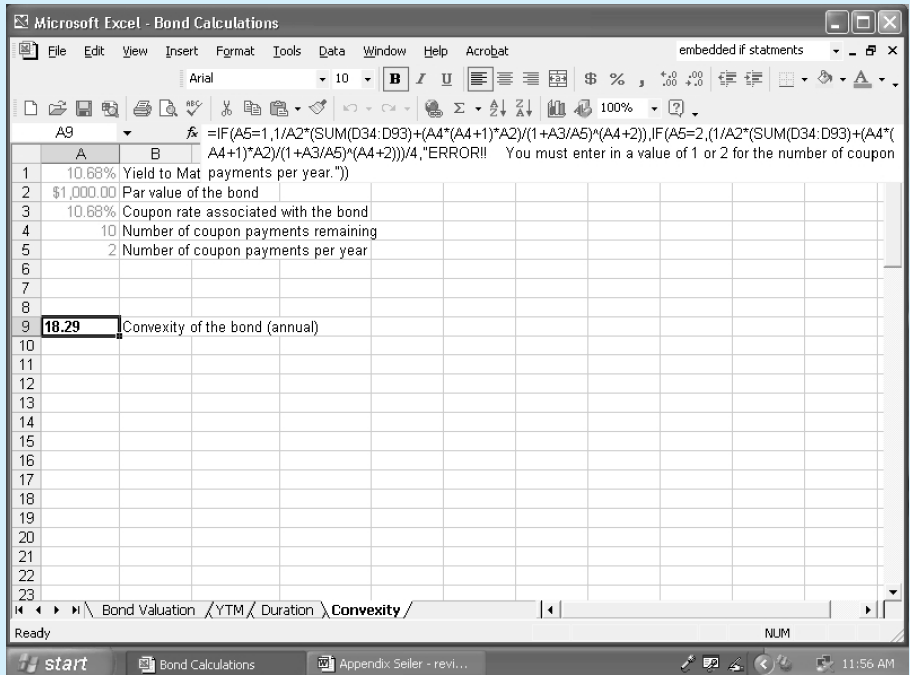 Microsoft Excel - Bond Calculations
File Edit View Insert Format Tools Data Window Help Acrobat embedded if statments
Arial 10 B I U $ % ,
100%
A9 fx =IF(A5=1,1/A2*(SUM(D34:D93)+(A4*(A4+1)*A2)/(1+A3/A5)^(A4+2)),IF(A5=2,(1/A2*(SUM(D34:D93)+(A4*(
A4+1)*A2)/(1+A3/A5)^(A4+2)))/4,"ERROR!! You must enter in a value of 1 or 2 for the number of coupon
payments per year."))
A B
1 10.68% Yield to Mat
2 $1,000.00 Par value of the bond
3 10.68% Coupon rate associated with the bond
4 10 Number of coupon payments remaining
5 2 Number of coupon payments per year
6
7
8
9 18.29 Convexity of the bond (annual)
10
11
12
13
14
15
16
17
18
19
20
21
22
23
Bond Valuation / YTM / Duration \ Convexity /
Ready NUM
start Bond Calculations Appendix Seiler - revi... 11:56 AM